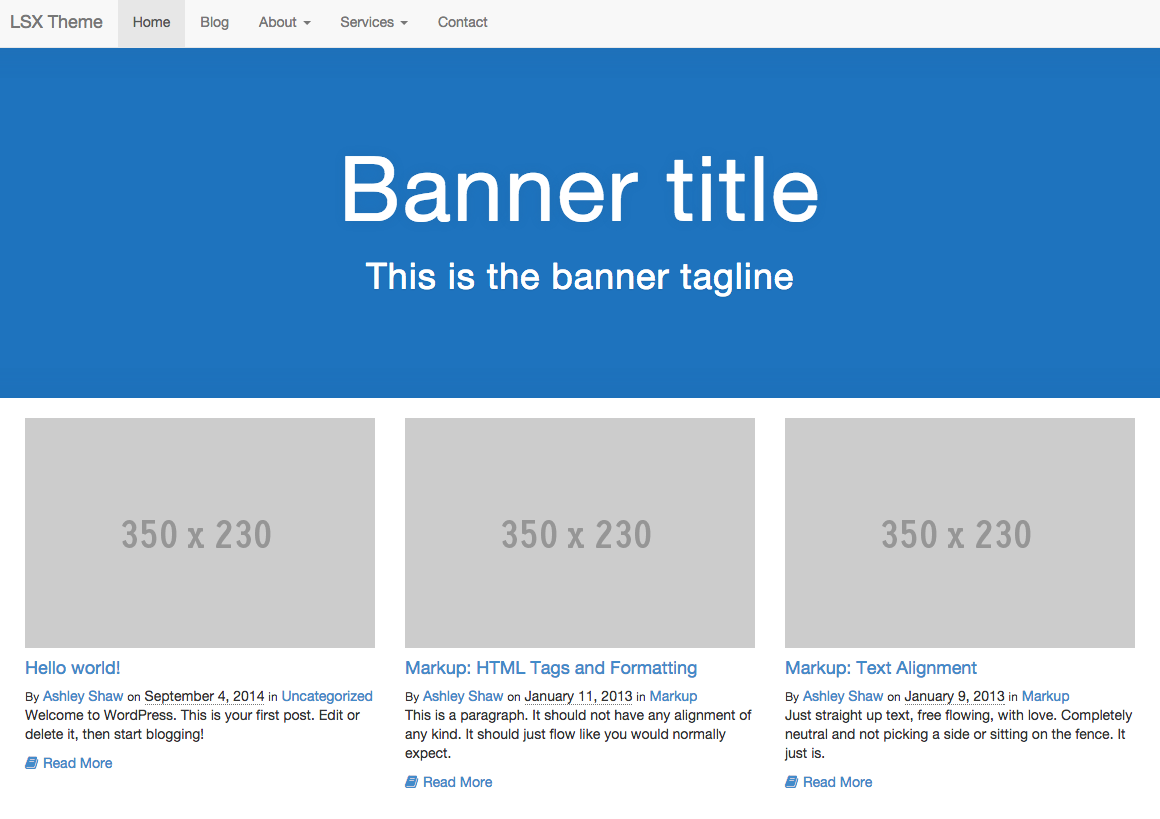 LSX Theme Home Blog About Services Contact
Banner title
This is the banner tagline
350 x 230
350 x 230
350 x 230
Hello world!
By Ashley Shaw on September 4, 2014 in Uncategorized
Welcome to WordPress. This is your first post. Edit or
delete it, then start blogging!
Read More
Markup: HTML Tags and Formatting
By Ashley Shaw on January 11, 2013 in Markup
This is a paragraph. It should not have any alignment of
any kind. It should just flow like you would normally
expect.
Read More
Markup: Text Alignment
By Ashley Shaw on January 9, 2013 in Markup
Just straight up text, free flowing, with love. Completely
neutral and not picking a side or sitting on the fence. It
just is.
Read More